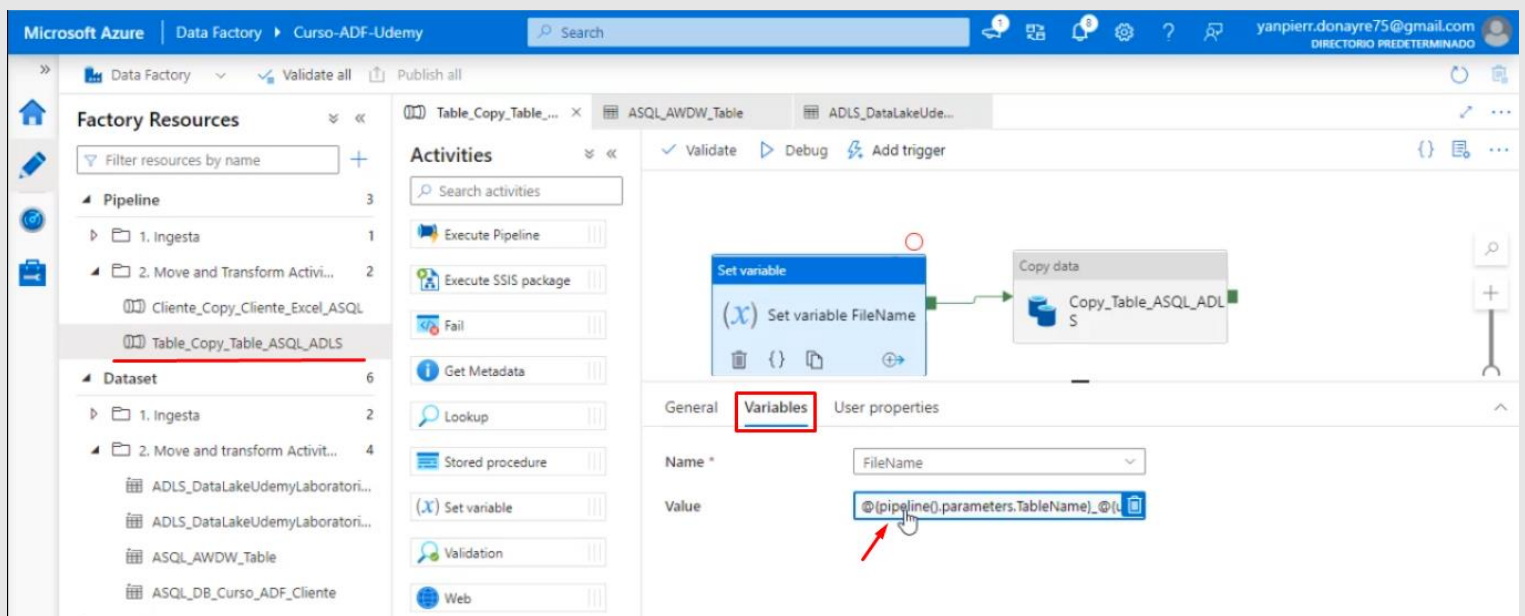 Microsoft Azure | Data Factory ▸ Curso-ADF-Udemy
Search
1
8
yanpierr.donayre75@gmail.com
DIRECTORIO PREDETERMINADO
Data Factory
Validate all
Publish all
Factory Resources
Filter resources by name
Pipeline 3
1. Ingesta 1
2. Move and Transform Activi... 2
Cliente_Copy_Cliente_Excel_ASQL
Table_Copy_Table_ASQL_ADLS
Dataset 6
1. Ingesta 2
2. Move and transform Activit... 4
ADLS_DataLakeUdemyLaboratori...
ADLS_DataLakeUdemyLaboratori...
ASQL_AWDW_Table
ASQL_DB_Curso_ADF_Cliente
Table_Copy_Table_...
ASQL_AWDW_Table
ADLS_DataLakeUde...
Activities
Search activities
Execute Pipeline
Execute SSIS package
Fail
Get Metadata
Lookup
Stored procedure
(x) Set variable
Validation
Web
Validate
Debug
Add trigger
{}
Set variable
(x) Set variable FileName
{}
Copy data
Copy_Table_ASQL_ADL
S
General
Variables
User properties
Name *
FileName
Value
@{pipeline().parameters.TableName}_@{u